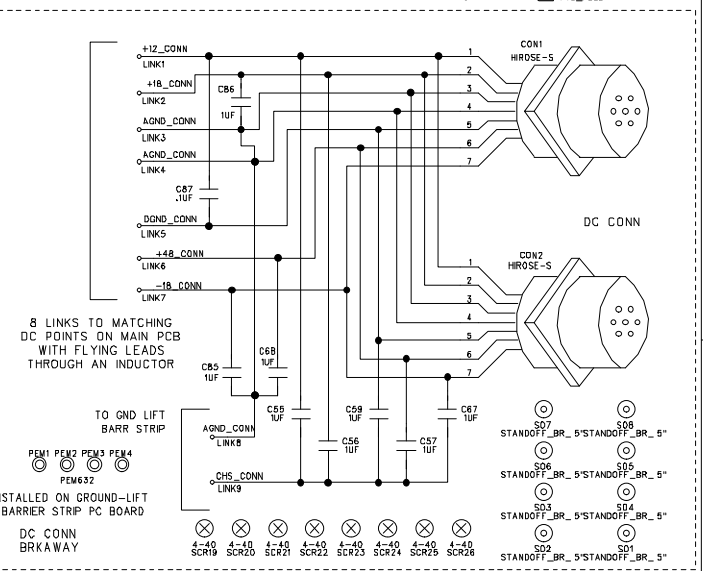 +12_CONN
LINK1
+18_CONN
LINK2
AGND_CONN
LINK3
AGND_CONN
LINK4
DGND_CONN
LINK5
+48_CONN
LINK6
-18_CONN
LINK7
C86
1UF
C87
.1UF
1
2
3
4
5
6
7
CON1
HIROSE-S
DC CONN
1
2
3
4
5
6
7
CON2
HIROSE-S
8 LINKS TO MATCHING
DC POINTS ON MAIN PCB
WITH FLYING LEADS
THROUGH AN INDUCTOR
C85
1UF
C68
1UF
TO GND LIFT
BARR STRIP
AGND_CONN
LINK8
CHS_CONN
LINK9
C55
1UF
C56
1UF
C59
1UF
C57
1UF
C67
1UF
PEM1 PEM2 PEM3 PEM4
PEM632
NSTALLED ON GROUND-LIFT
BARRIER STRIP PC BOARD
DC CONN
BRKAWAY
4-40 4-40 4-40 4-40 4-40 4-40 4-40 4-40
SCR19 SCR20 SCR21 SCR22 SCR23 SCR24 SCR25 SCR26
SO7 SO8
STANDOFF_BR_5" STANDOFF_BR_5"
SO6 SO5
STANDOFF_BR_5" STANDOFF_BR_5"
SO3 SO4
STANDOFF_BR_5" STANDOFF_BR_5"
SO2 SO1
STANDOFF_BR_5" STANDOFF_BR_5"